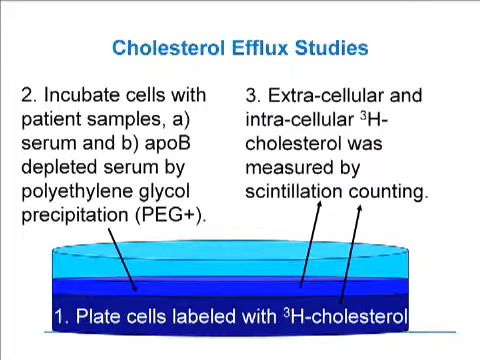 Cholesterol Efflux Studies
2. Incubate cells with
patient samples, a)
serum and b) apoB
depleted serum by
polyethylene glycol
precipitation (PEG+).
3. Extra-cellular and
intra-cellular ³H-
cholesterol was
measured by
scintillation counting.
1. Plate cells labeled with ³H-cholesterol